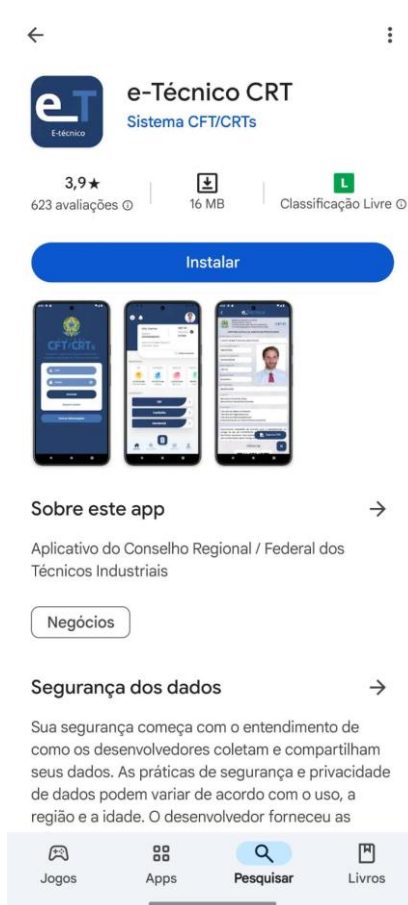 e-Técnico CRT
eT
E-técnico
Sistema CFT/CRTs
3,9★
623 avaliações
16 MB
L
Classificação Livre
Instalar
CFT/CRTs
Sobre este app
Aplicativo do Conselho Regional / Federal dos
Técnicos Industriais
Negócios
Segurança dos dados
Sua segurança começa com o entendimento de
como os desenvolvedores coletam e compartilham
seus dados. As práticas de segurança e privacidade
de dados podem variar de acordo com o uso, a
região e a idade. O desenvolvedor forneceu as
Jogos
Apps
Pesquisar
Livros